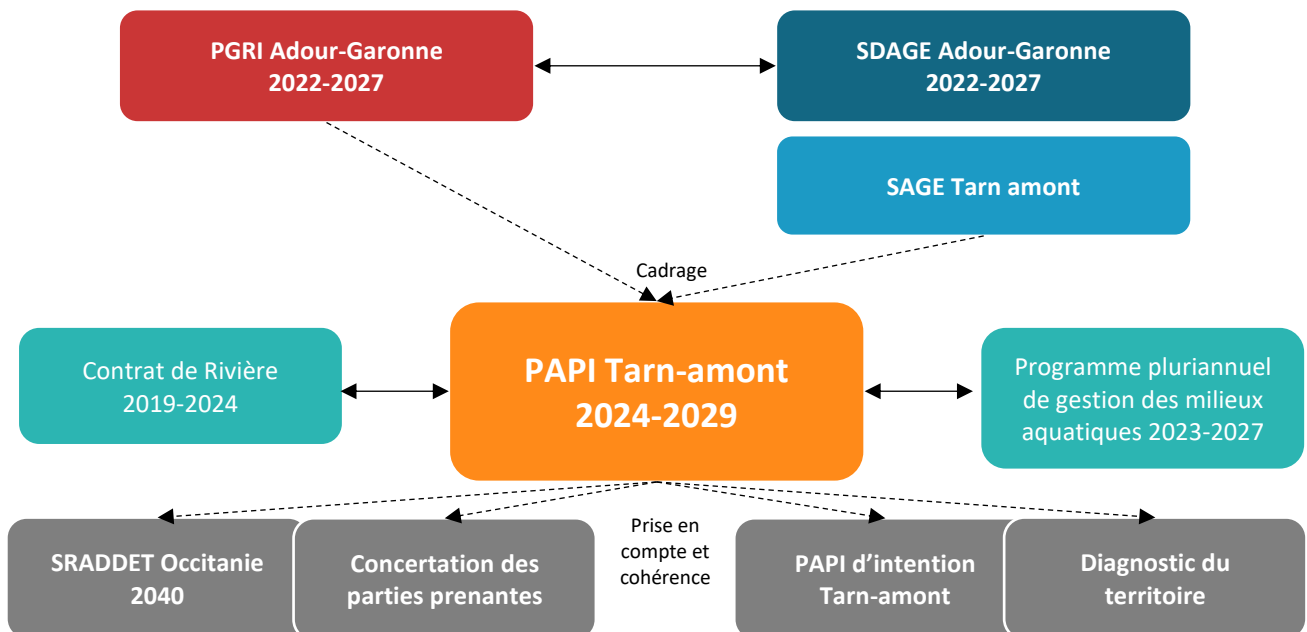 PGRI Adour-Garonne
2022-2027
SDAGE Adour-Garonne
2022-2027
SAGE Tarn amont
Cadrage
Contrat de Rivière
2019-2024
PAPI Tarn-amont
2024-2029
Programme pluriannuel
de gestion des milieux
aquatiques 2023-2027
SRADDET Occitanie
2040
Concertation des
parties prenantes
Prise en
compte et
cohérence
PAPI d’intention
Tarn-amont
Diagnostic du
territoire